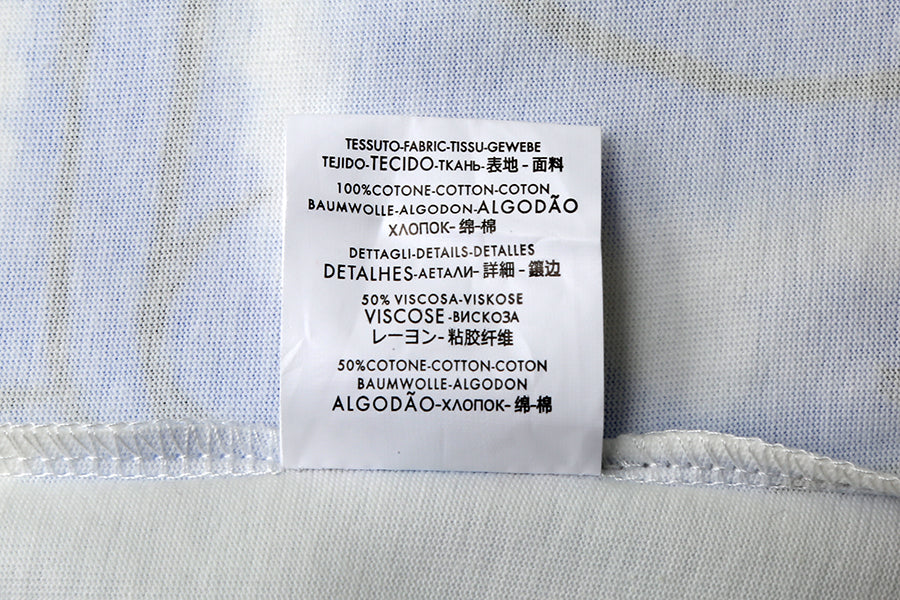 TESSUTO-FABRIC-TISSU-GEWEBE
TEJIDO-TECIDO-ТКАНЬ-表地-面料
100%COTONE-COTTON-COTON
BAUMWOLLE-ALGODON-ALGODÃO
ХЛОПОК-绵-棉
DETTAGLI-DETAILS-DETALLES
DETALHES-АЕТАЛИ-詳細-镶边
50% VISCOSA-VISKOSE
VISCOSE-ВИСКОЗА
レーヨン-粘胶纤维
50%COTONE-COTTON-COTON
BAUMWOLLE-ALGODON
ALGODÃO-ХЛОПОК-绵-棉